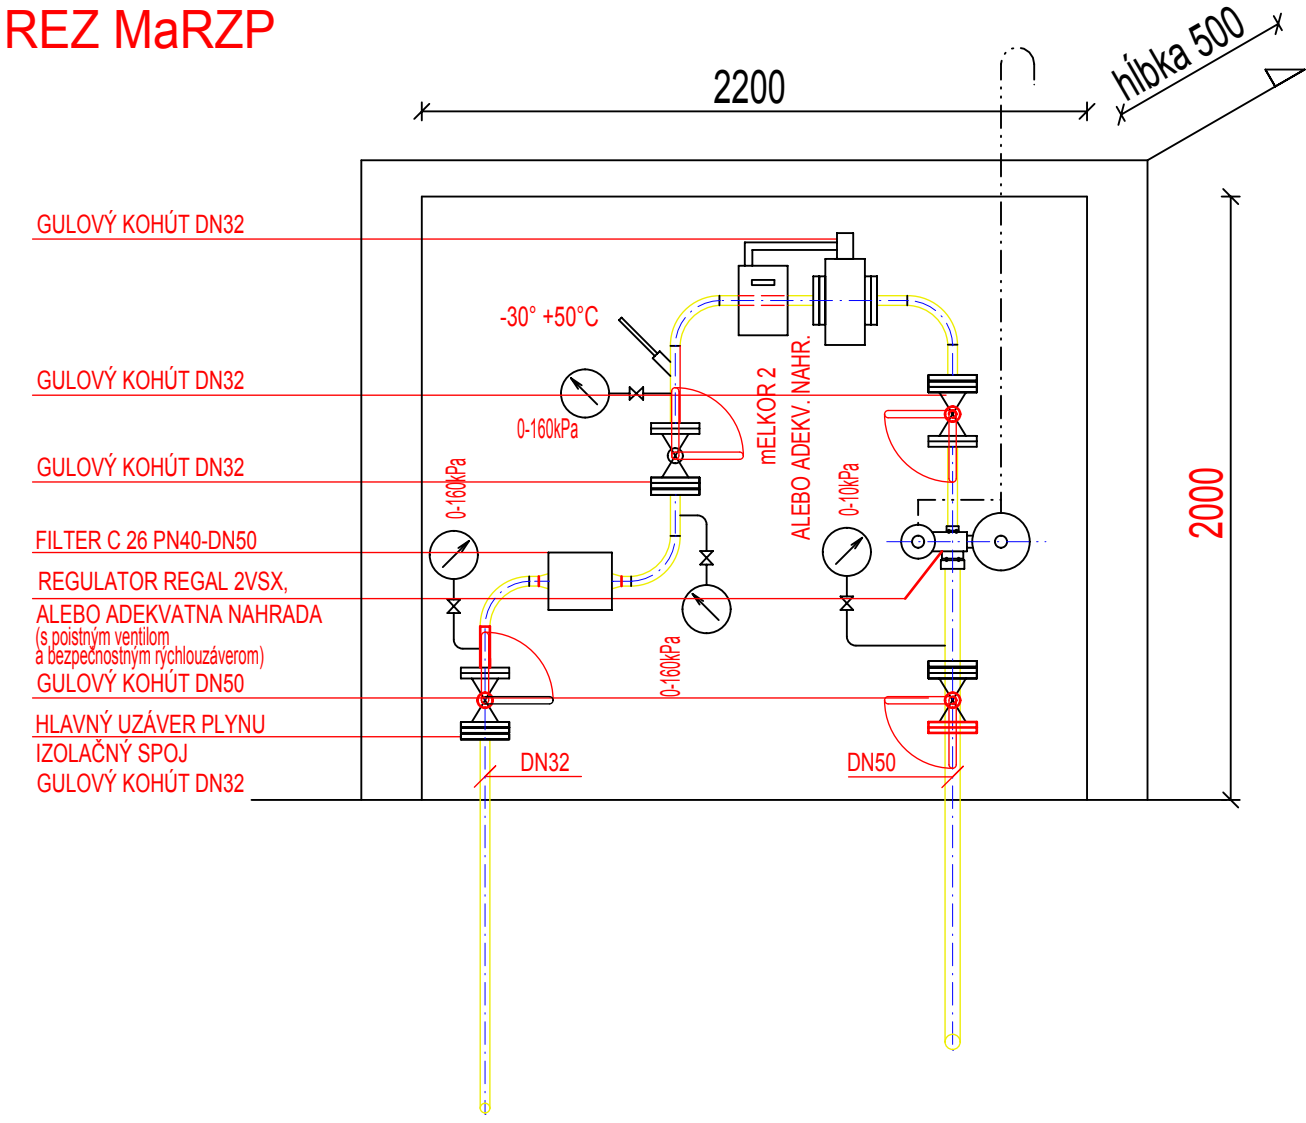 REZ MaRZP
2200
hĺbka 500
GULOVÝ KOHÚT DN32
-30° +50°C
GULOVÝ KOHÚT DN32
0-160kPa
mELKOR 2
ALEBO ADEKV. NAHR.
GULOVÝ KOHÚT DN32
0-160kPa
0-10kPa
2000
FILTER C 26 PN40-DN50
REGULATOR REGAL 2VSX,
ALEBO ADEKVATNA NAHRADA
(s poistným ventilom
a bezpečnostným rýchlouzáverom)
0-160kPa
GULOVÝ KOHÚT DN50
HLAVNÝ UZÁVER PLYNU
IZOLAČNÝ SPOJ
GULOVÝ KOHÚT DN32
DN32
DN50